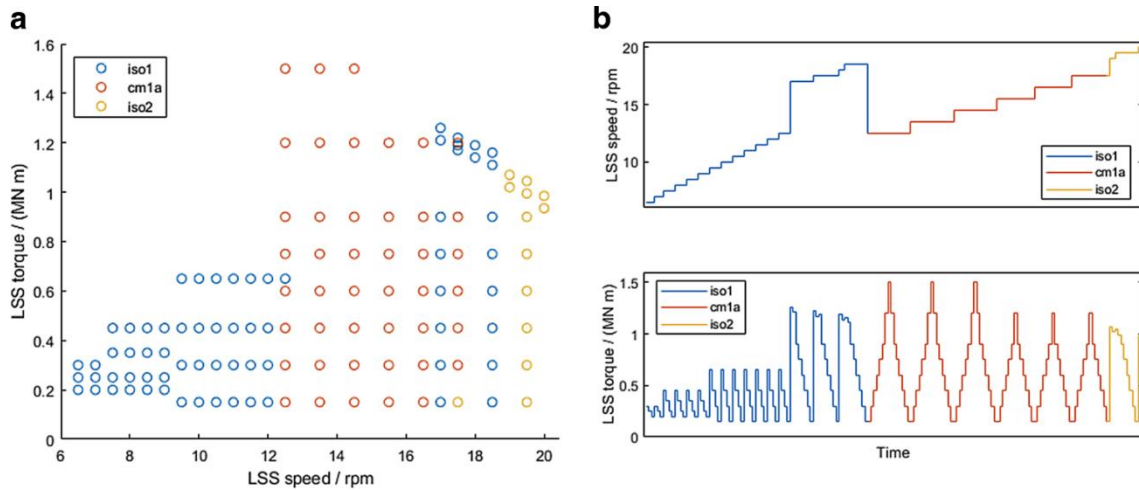 a
1.6
1.4
1.2
1
0.8
0.6
0.4
0.2
0
LSS torque / (MN m)
iso1
cm1a
iso2
6 8 10 12 14 16 18 20
LSS speed / rpm
b
20
15
10
LSS speed / rpm
iso1
cm1a
iso2
1.5
1
0.5
0
LSS torque / (MN m)
iso1
cm1a
iso2
Time